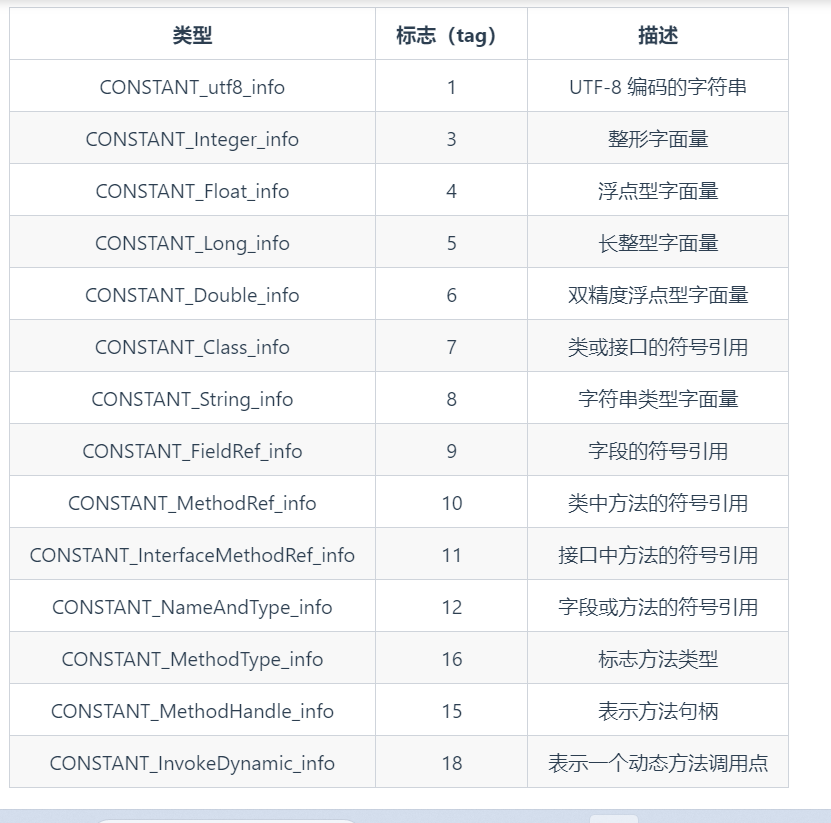 类型 标志（tag） 描述
CONSTANT_utf8_info 1 UTF-8 编码的字符串
CONSTANT_Integer_info 3 整形字面量
CONSTANT_Float_info 4 浮点型字面量
CONSTANT_Long_info 5 长整型字面量
CONSTANT_Double_info 6 双精度浮点型字面量
CONSTANT_Class_info 7 类或接口的符号引用
CONSTANT_String_info 8 字符串类型字面量
CONSTANT_FieldRef_info 9 字段的符号引用
CONSTANT_MethodRef_info 10 类中方法的符号引用
CONSTANT_InterfaceMethodRef_info 11 接口中方法的符号引用
CONSTANT_NameAndType_info 12 字段或方法的符号引用
CONSTANT_MethodType_info 16 标志方法类型
CONSTANT_MethodHandle_info 15 表示方法句柄
CONSTANT_InvokeDynamic_info 18 表示一个动态方法调用点